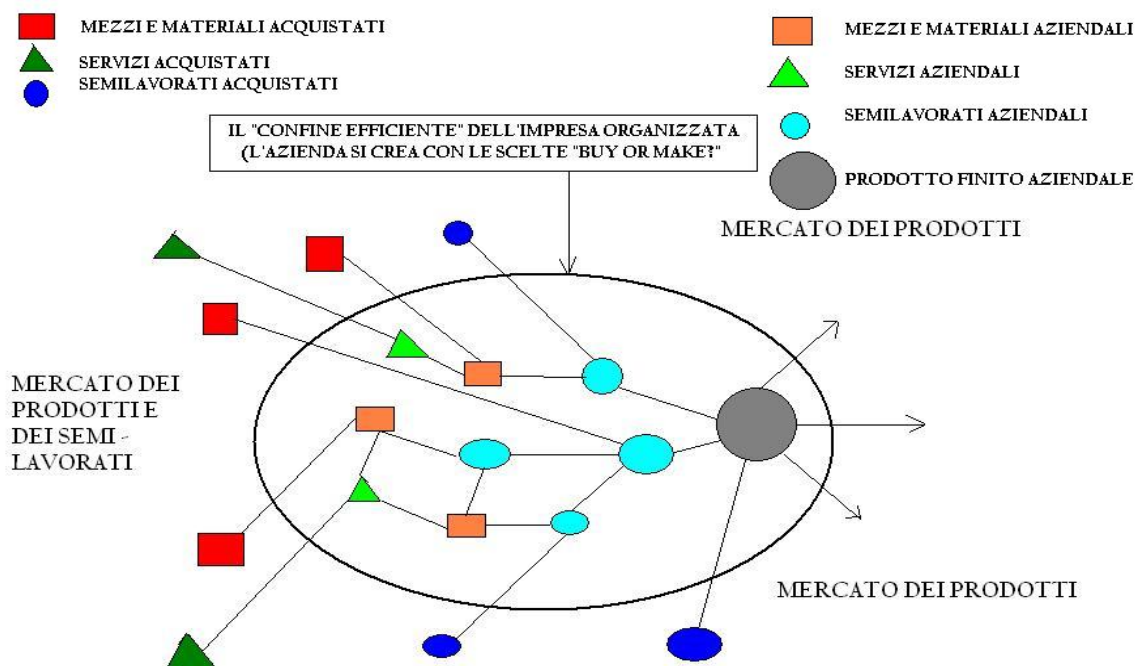 MEZZI E MATERIALI ACQUISTATI
SERVIZI ACQUISTATI
SEMILAVORATI ACQUISTATI
MEZZI E MATERIALI AZIENDALI
SERVIZI AZIENDALI
SEMILAVORATI AZIENDALI
PRODOTTO FINITO AZIENDALE
IL "CONFINE EFFICIENTE" DELL'IMPRESA ORGANIZZATA
(L'AZIENDA SI CREA CON LE SCELTE "BUY OR MAKE?"
MERCATO DEI PRODOTTI
MERCATO DEI
PRODOTTI E
DEI SEMI -
LAVORATI
MERCATO DEI PRODOTTI